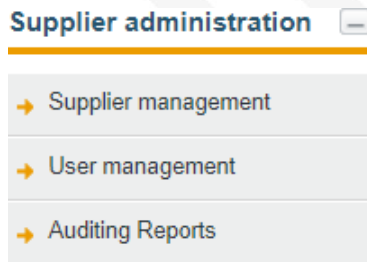 Supplier administration
Supplier management
User management
Auditing Reports